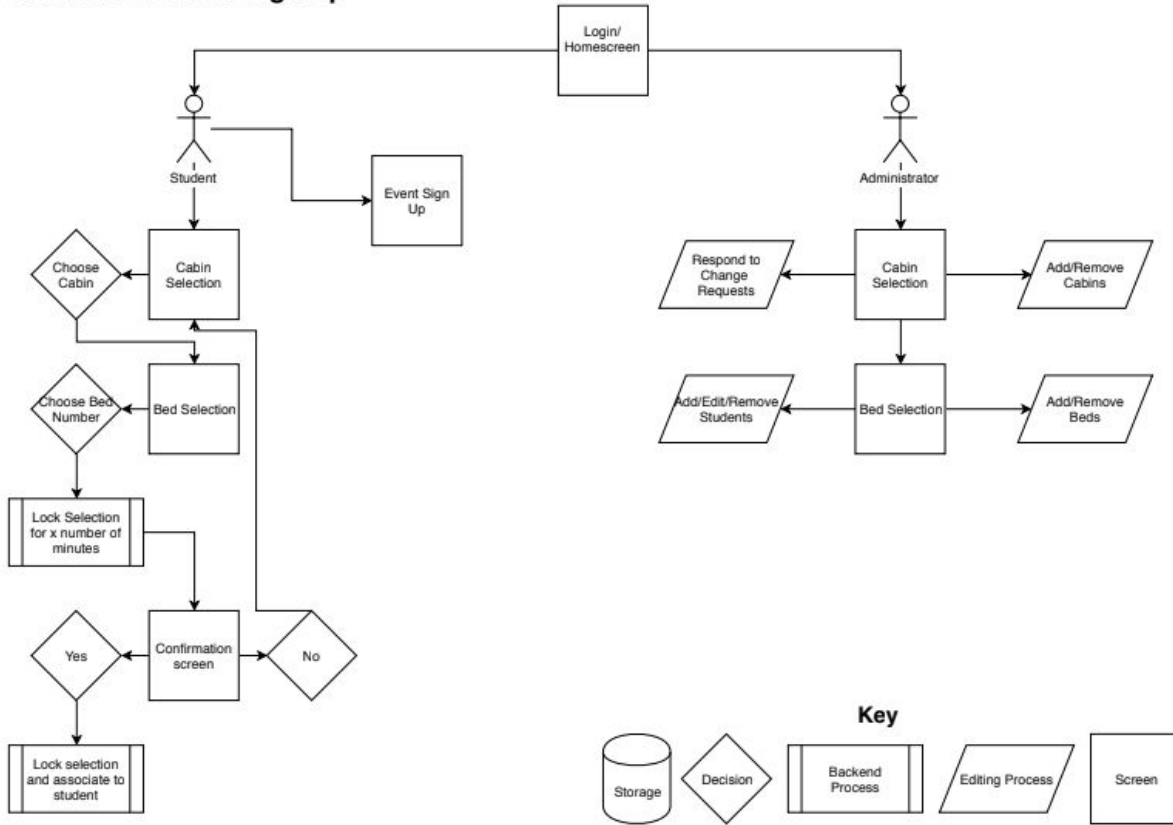 Login/
Homescreen
Student
Administrator
Event Sign
Up
Choose
Cabin
Cabin
Selection
Respond to
Change
Requests
Cabin
Selection
Add/Remove
Cabins
Choose Bed
Number
Bed Selection
Add/Edit/Remove
Students
Bed Selection
Add/Remove
Beds
Lock Selection
for x number of
minutes
Yes
Confirmation
screen
No
Lock selection
and associate to
student
Key
Storage
Decision
Backend
Process
Editing Process
Screen